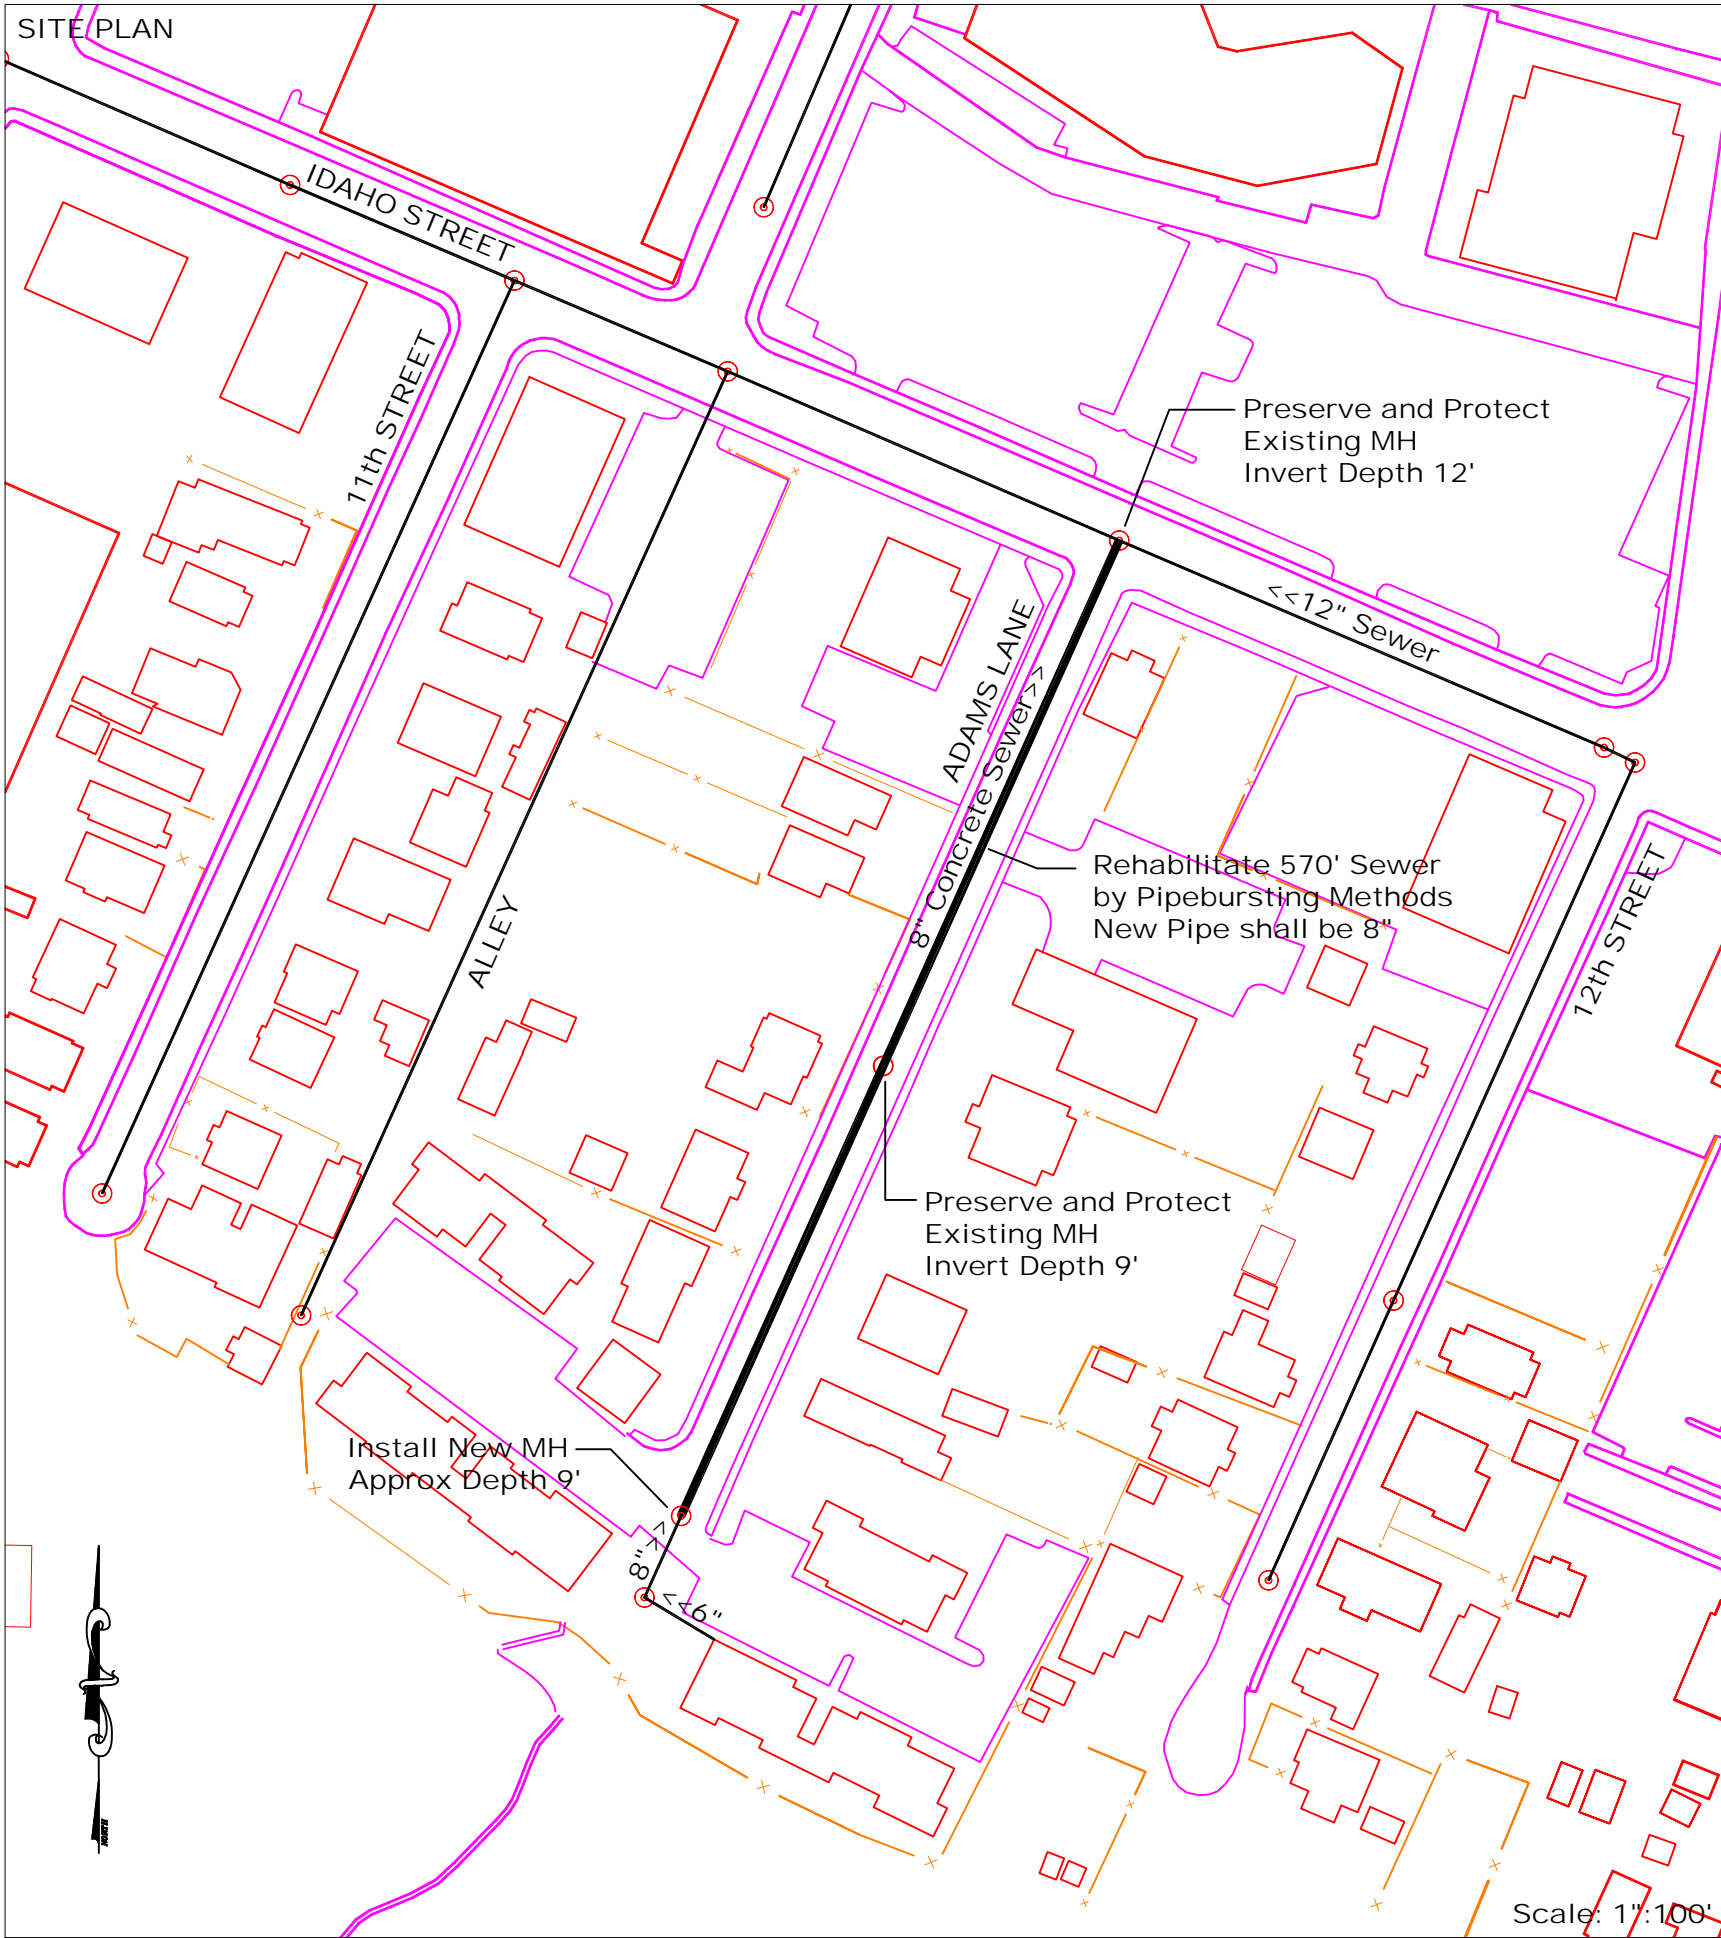 SITE PLAN
IDAHO STREET
11th STREET
Preserve and Protect
Existing MH
Invert Depth 12'
<<12" Sewer
ADAMS LANE
8" Concrete Sewer>>
Rehabilitate 570' Sewer
by Pipebursting Methods
New Pipe shall be 8"
12th STREET
ALLEY
Preserve and Protect
Existing MH
Invert Depth 9'
Install New MH
Approx Depth 9'
8">>
<<6"
Scale: 1":100'